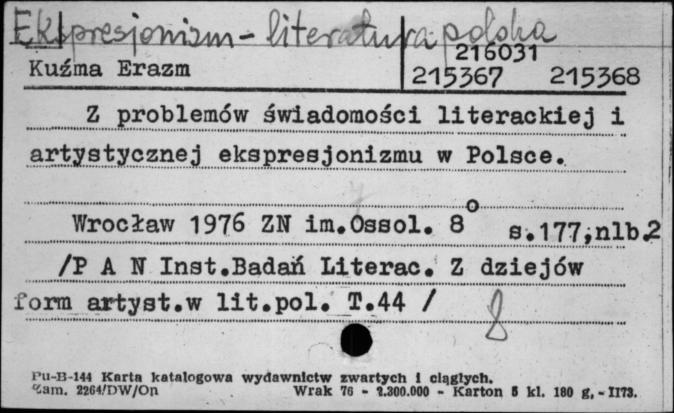 Ekspresjonizm - literatura polska
216031
Kuźma Erazm
215367 215368
Z problemów świadomości literackiej i
artystycznej ekspresjonizmu w Polsce.
Wrocław 1976 ZN im.Ossol. 8° s.177,nlb.2
/P A N Inst.Badań Literac. Z dziejów
form artyst.w lit.pol. T.44 /
8
Pu-B-144 Karta katalogowa wydawnictw zwartych i ciągłych.
Zam. 2264/DW/On Wrak 76 - 2.300.000 - Karton 5 kl. 180 g. - II73.